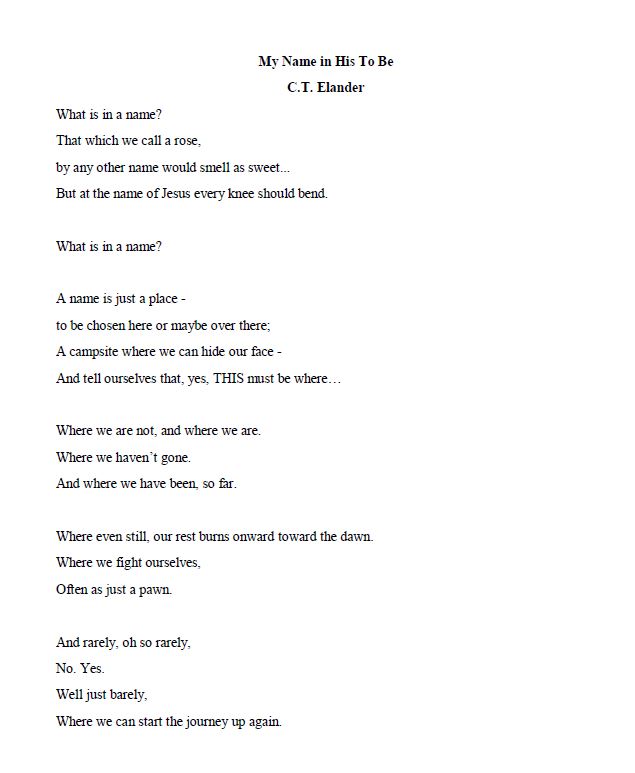 My Name in His To Be
C.T. Elander
What is in a name?
That which we call a rose,
by any other name would smell as sweet...
But at the name of Jesus every knee should bend.
What is in a name?
A name is just a place -
to be chosen here or maybe over there;
A campsite where we can hide our face -
And tell ourselves that, yes, THIS must be where…
Where we are not, and where we are.
Where we haven’t gone.
And where we have been, so far.
Where even still, our rest burns onward toward the dawn.
Where we fight ourselves,
Often as just a pawn.
And rarely, oh so rarely,
No. Yes.
Well just barely,
Where we can start the journey up again.